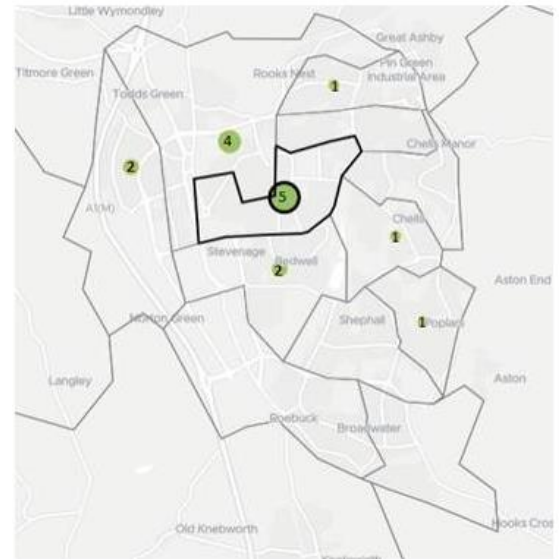 Little Wymondley
Great Ashby
Pin Green
Industrial Area
Titmore Green
Rooks Nest
1
Todds Green
4
Chells Manor
2
5
A1(M)
Chells
1
Stevenage
Bedwell
2
Aston End
Norton Green
Shephall
1
Poplars
Langley
Aston
Roebuck
Broadwater
Old Knebworth
Hooks Cros
Knebworth